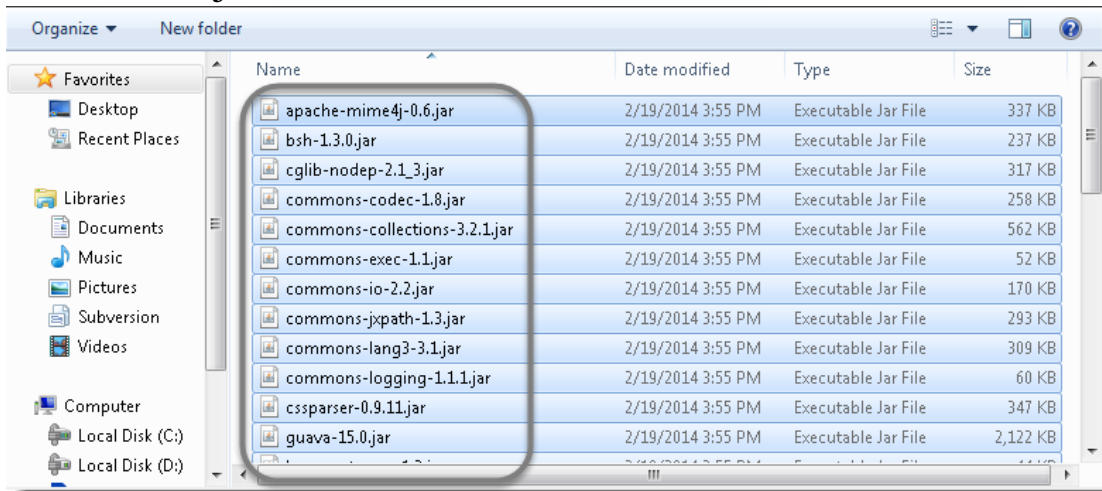 Organize New folder
Name Date modified Type Size
Favorites
Desktop
Recent Places
Libraries
Documents
Music
Pictures
Subversion
Videos
Computer
Local Disk (C:)
Local Disk (D:)
apache-mime4j-0.6.jar 2/19/2014 3:55 PM Executable Jar File 337 KB
bsh-1.3.0.jar 2/19/2014 3:55 PM Executable Jar File 237 KB
cglib-nodep-2.1_3.jar 2/19/2014 3:55 PM Executable Jar File 317 KB
commons-codec-1.8.jar 2/19/2014 3:55 PM Executable Jar File 258 KB
commons-collections-3.2.1.jar 2/19/2014 3:55 PM Executable Jar File 562 KB
commons-exec-1.1.jar 2/19/2014 3:55 PM Executable Jar File 52 KB
commons-io-2.2.jar 2/19/2014 3:55 PM Executable Jar File 170 KB
commons-jxpath-1.3.jar 2/19/2014 3:55 PM Executable Jar File 293 KB
commons-lang3-3.1.jar 2/19/2014 3:55 PM Executable Jar File 309 KB
commons-logging-1.1.1.jar 2/19/2014 3:55 PM Executable Jar File 60 KB
cssparser-0.9.11.jar 2/19/2014 3:55 PM Executable Jar File 347 KB
guava-15.0.jar 2/19/2014 3:55 PM Executable Jar File 2,122 KB